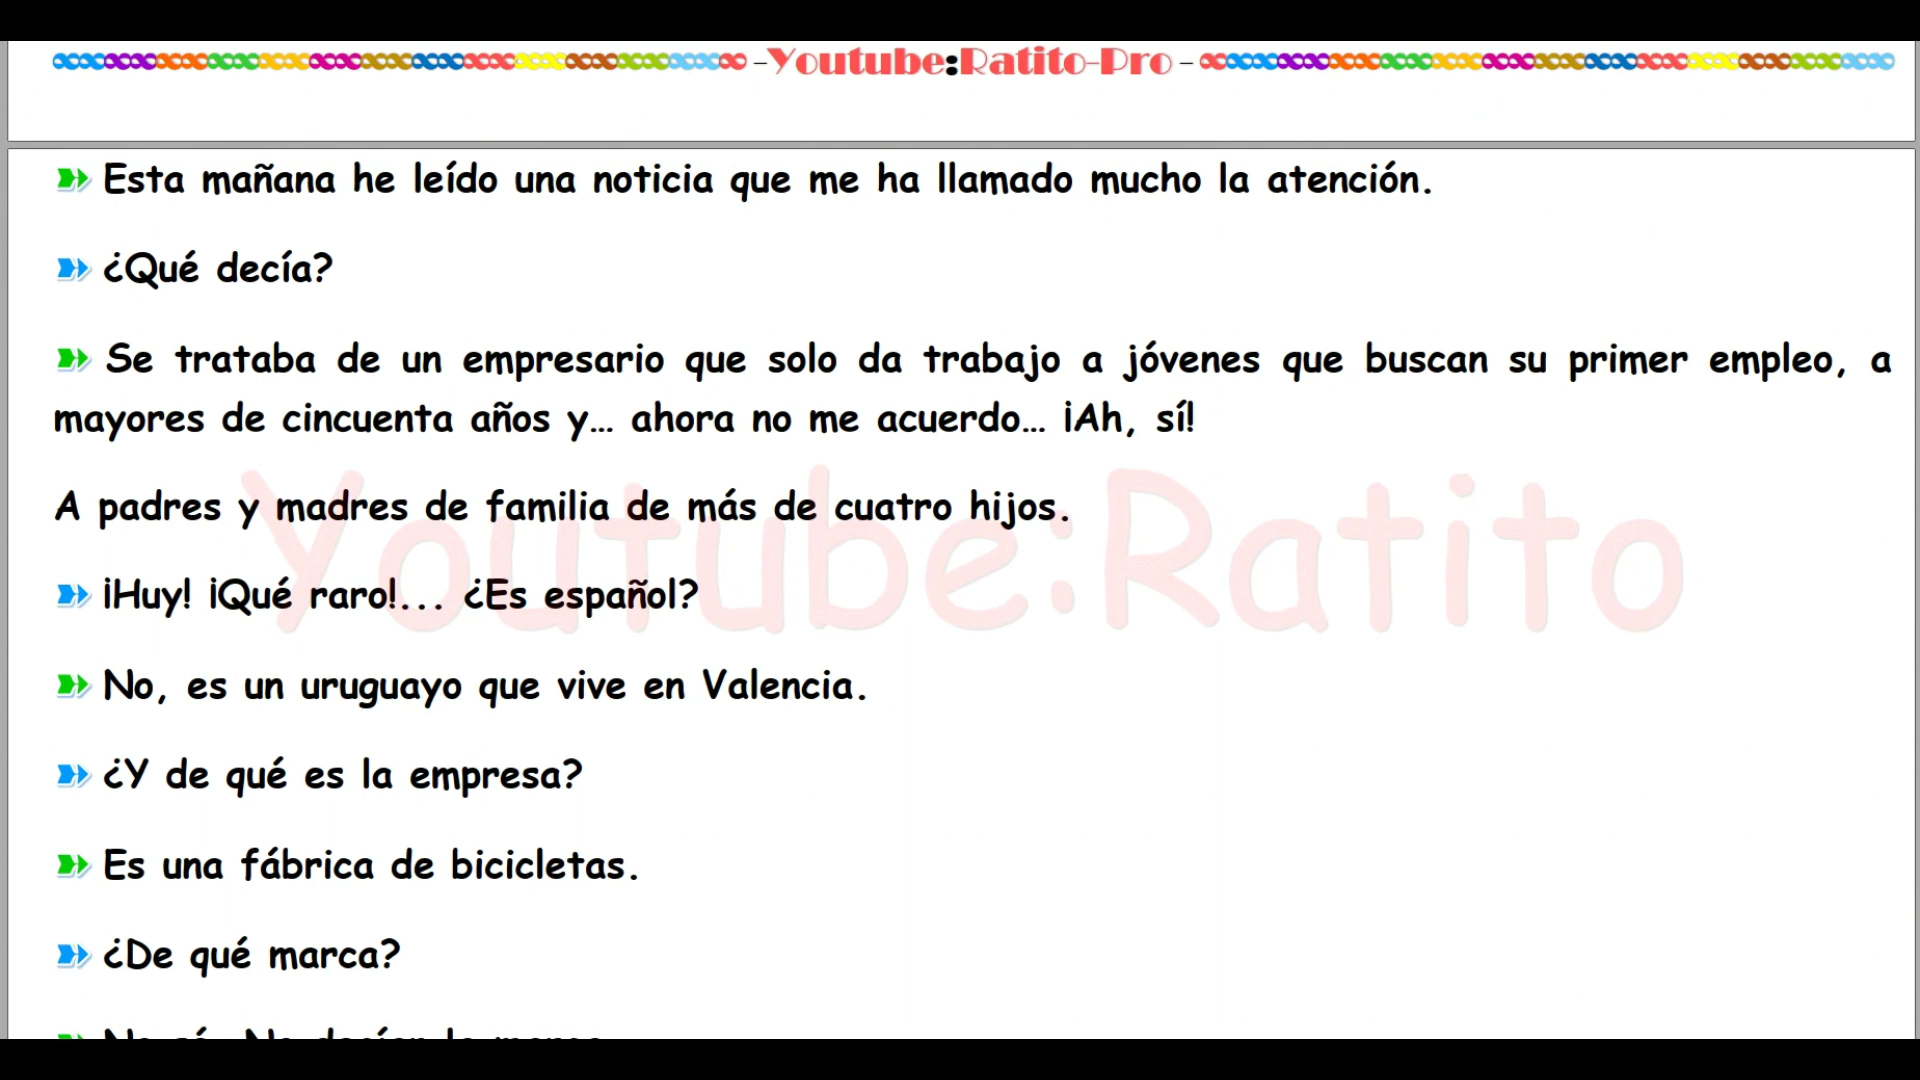 -Youtube:Ratito-Pro -
Esta mañana he leído una noticia que me ha llamado mucho la atención.
¿Qué decía?
Se trataba de un empresario que solo da trabajo a jóvenes que buscan su primer empleo, a
mayores de cincuenta años y... ahora no me acuerdo... ¡Ah, sí!
A padres y madres de familia de más de cuatro hijos.
Youtube:Ratito
¡Huy! ¡Qué raro!... ¿Es español?
No, es un uruguayo que vive en Valencia.
¿Y de qué es la empresa?
Es una fábrica de bicicletas.
¿De qué marca?